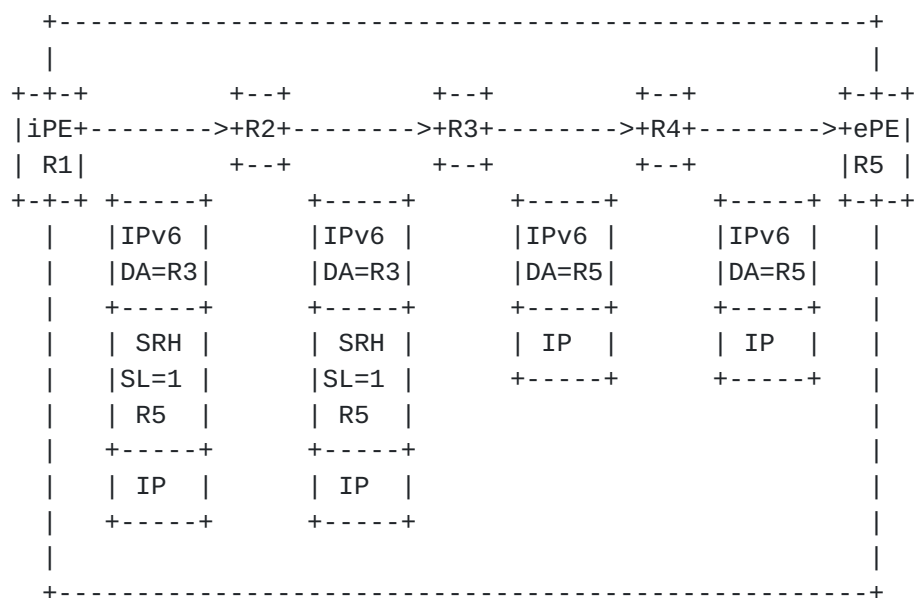 +--------------------------------------------------------+
  |                                                        |
+-+-+          +--+         +--+         +--+          +-+-+
|iPE+-------->+R2+-------->+R3+-------->+R4+-------->+ePE|
| R1|          +--+         +--+         +--+          |R5 |
+-+-+ +-----+      +-----+      +-----+      +-----+ +-+-+
  |   |IPv6 |      |IPv6 |      |IPv6 |      |IPv6 |   |
  |   |DA=R3|      |DA=R3|      |DA=R5|      |DA=R5|   |
  |   +-----+      +-----+      +-----+      +-----+   |
  |   | SRH |      | SRH |      | IP  |      | IP  |   |
  |   |SL=1 |      |SL=1 |      +-----+      +-----+   |
  |   | R5  |      | R5  |                             |
  |   +-----+      +-----+                             |
  |   | IP  |      | IP  |                             |
  |   +-----+      +-----+                             |
  |                                                        |
  +--------------------------------------------------------+